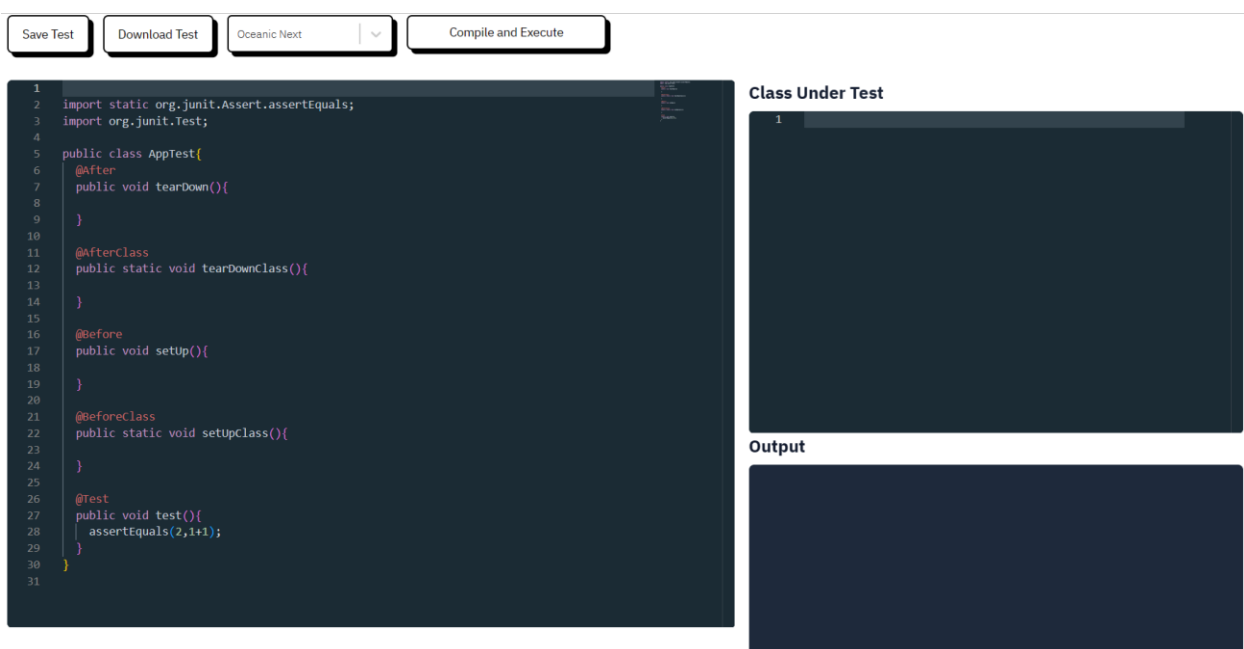 Save Test Download Test Oceanic Next Compile and Execute
1
2 import static org.junit.Assert.assertEquals;
3 import org.junit.Test;
4
5 public class AppTest{
6 @After
7 public void tearDown(){
8
9 }
10
11 @AfterClass
12 public static void tearDownClass(){
13
14 }
15
16 @Before
17 public void setUp(){
18
19 }
20
21 @BeforeClass
22 public static void setUpClass(){
23
24 }
25
26 @Test
27 public void test(){
28 assertEquals(2,1+1);
29 }
30 }
31
Class Under Test
1
Output